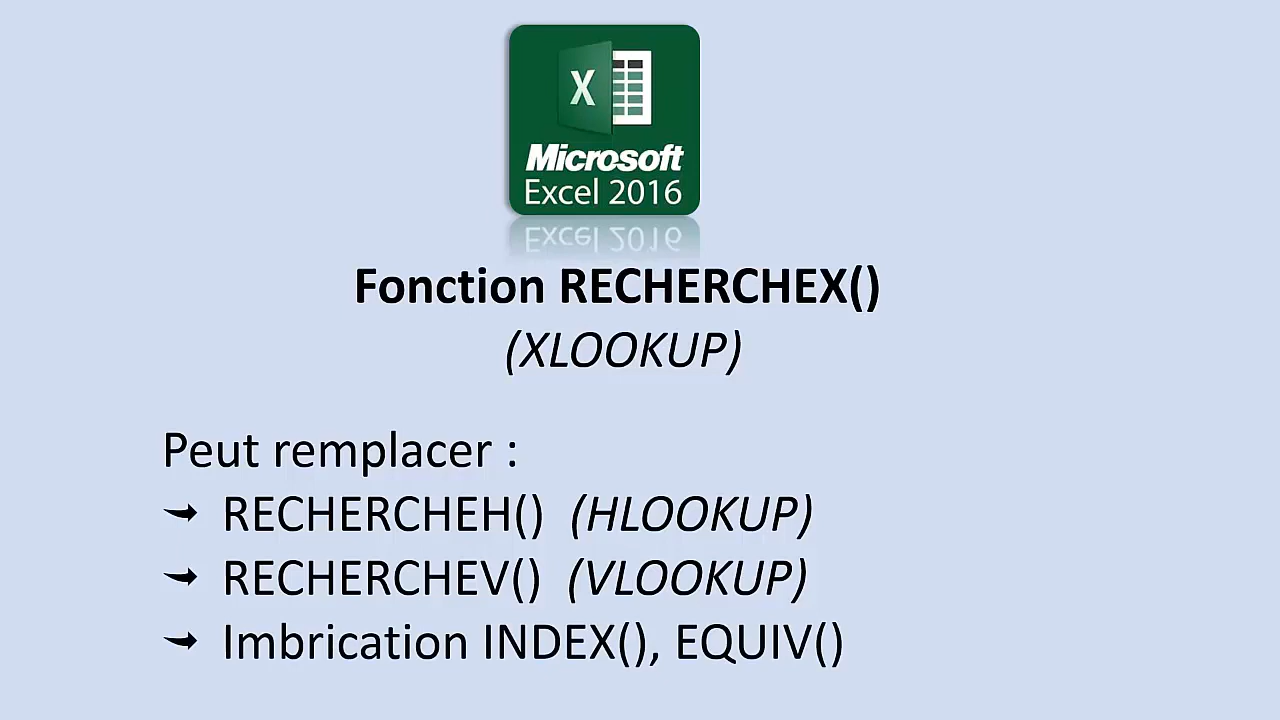 X
Microsoft
Excel 2016
Fonction RECHERCHEX()
(XLOOKUP)
Peut remplacer :
➥ RECHERCHEH() (HLOOKUP)
➥ RECHERCHEV() (VLOOKUP)
➥ Imbrication INDEX(), EQUIV()